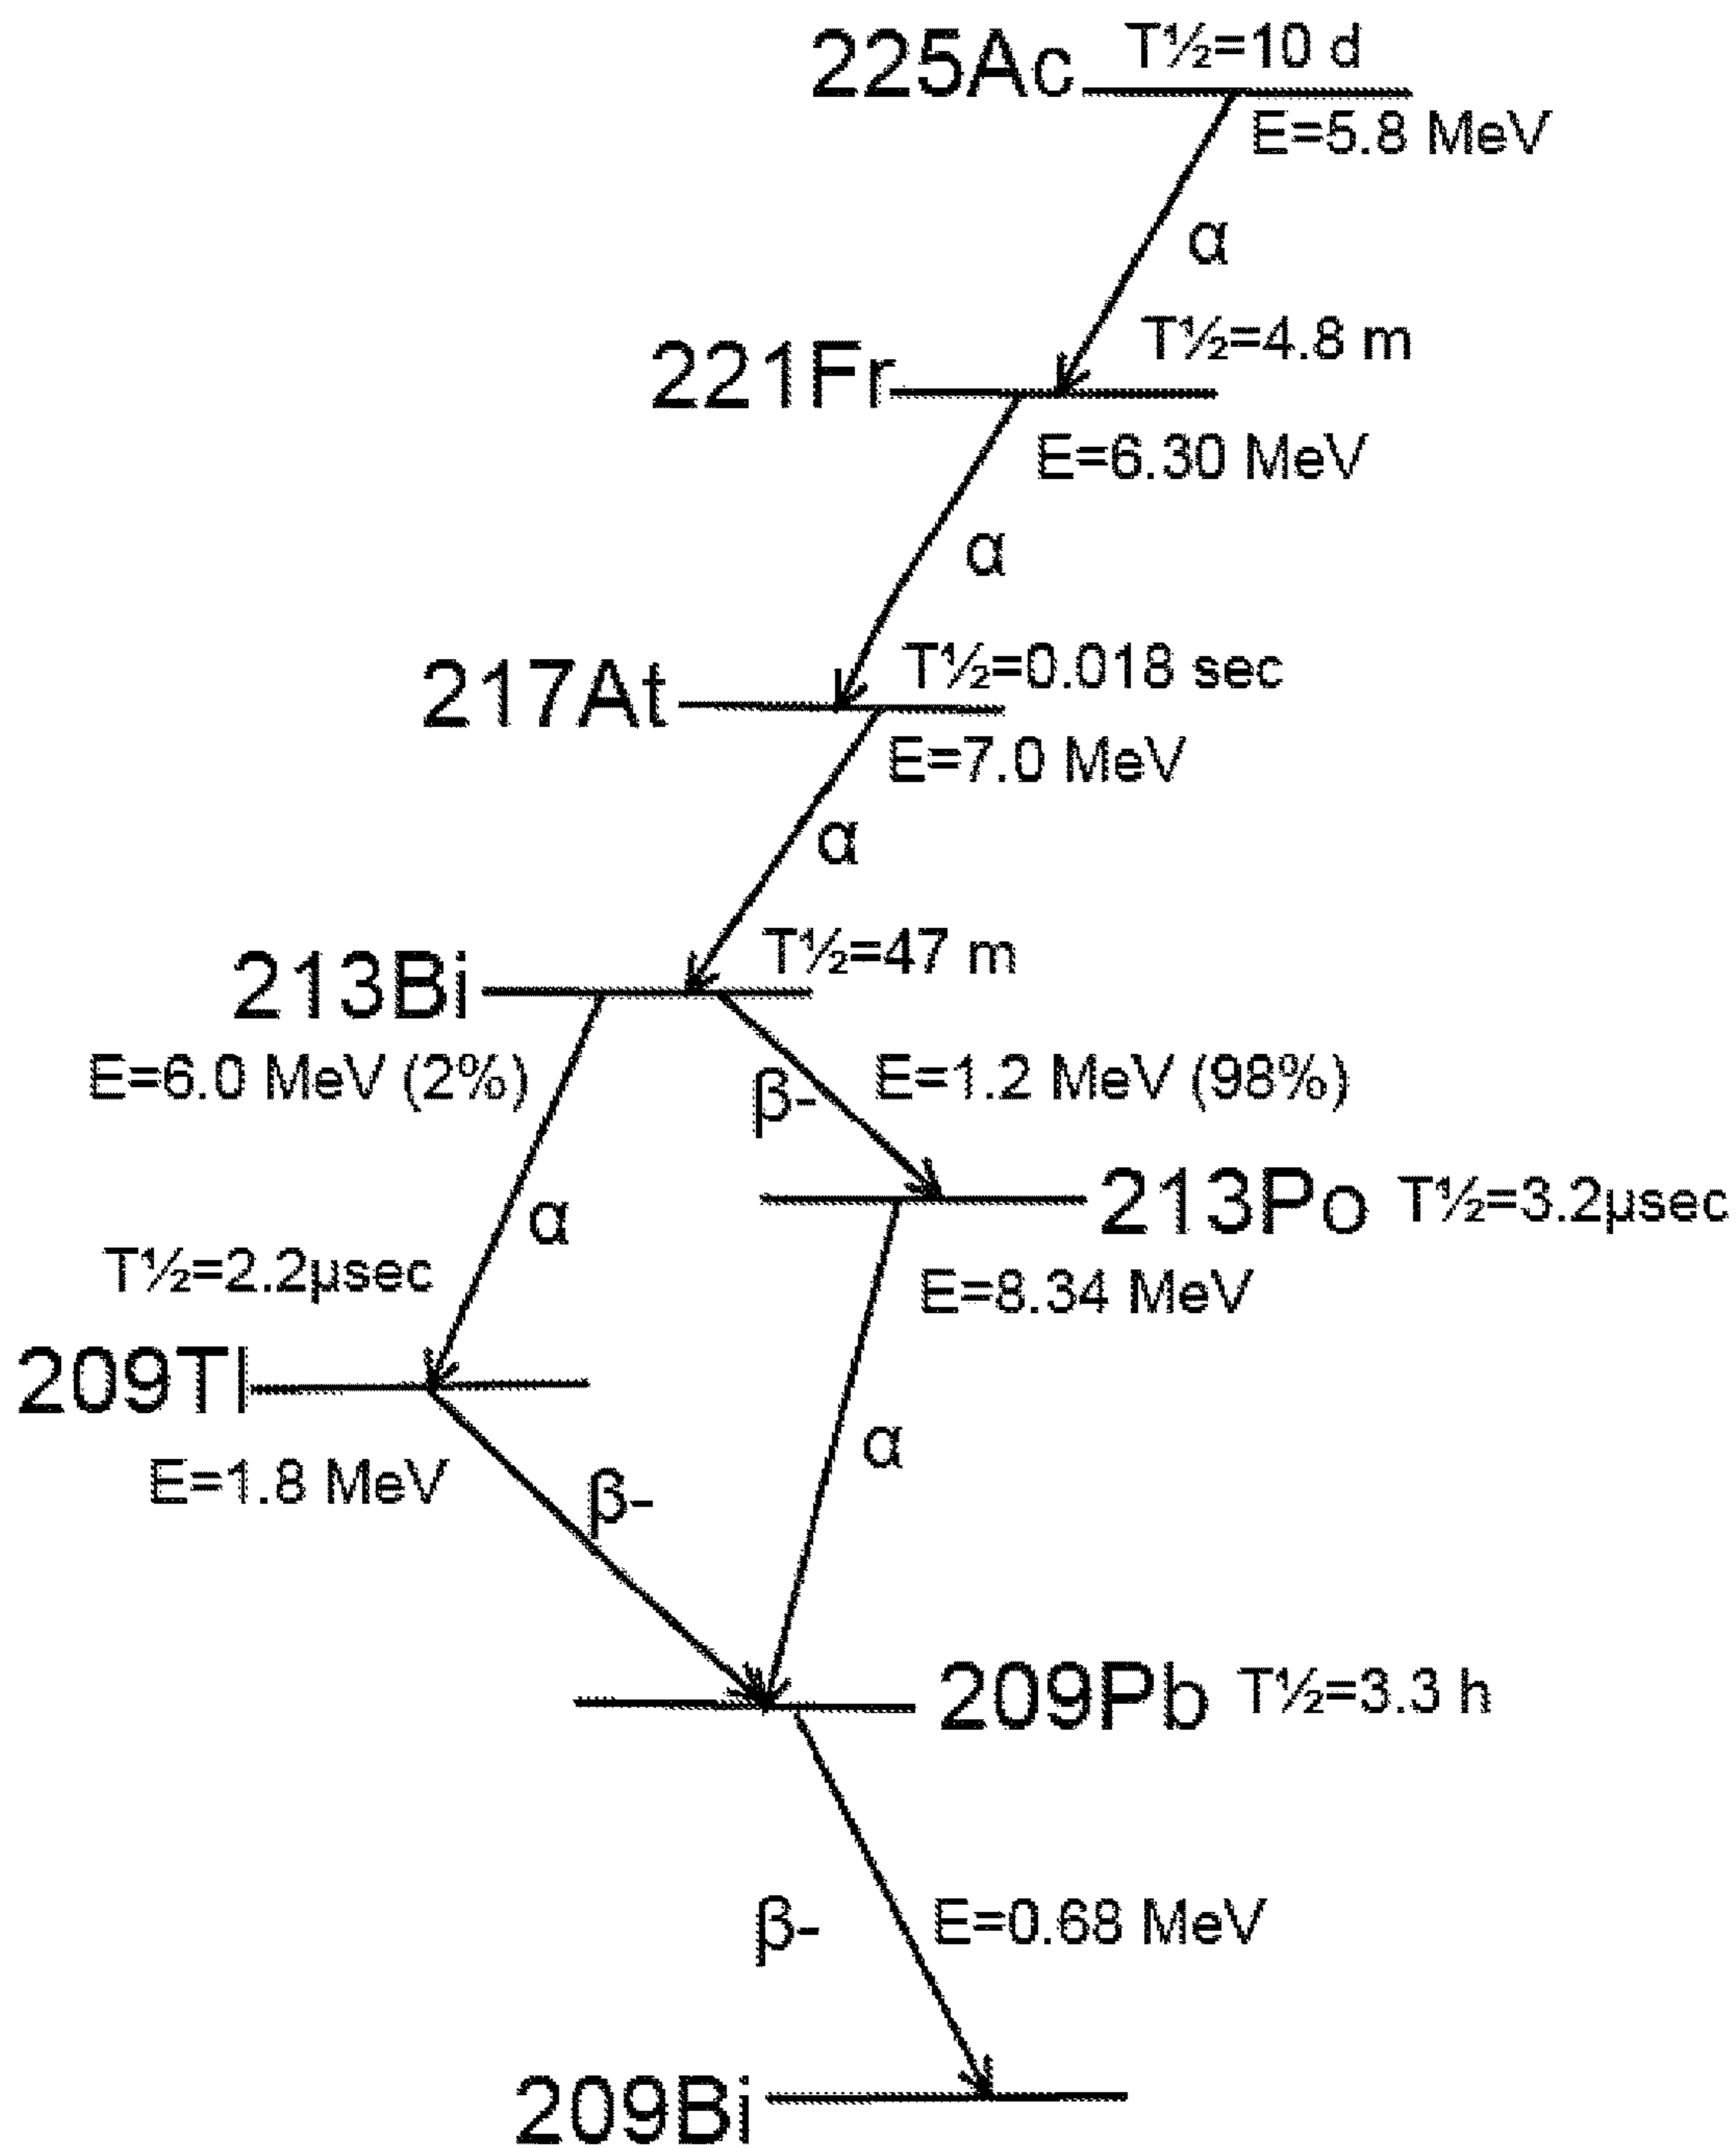 225Ac T½=10 d
E=5.8 MeV
α
T½=4.8 m
221Fr
E=6.30 MeV
α
T½=0.018 sec
217At
E=7.0 MeV
α
T½=47 m
213Bi
E=6.0 MeV (2%)
β-
E=1.2 MeV (98%)
213Po T½=3.2µsec
α
T½=2.2µsec
E=8.34 MeV
209Tl
α
E=1.8 MeV
β-
209Pb T½=3.3 h
β-
E=0.68 MeV
209Bi